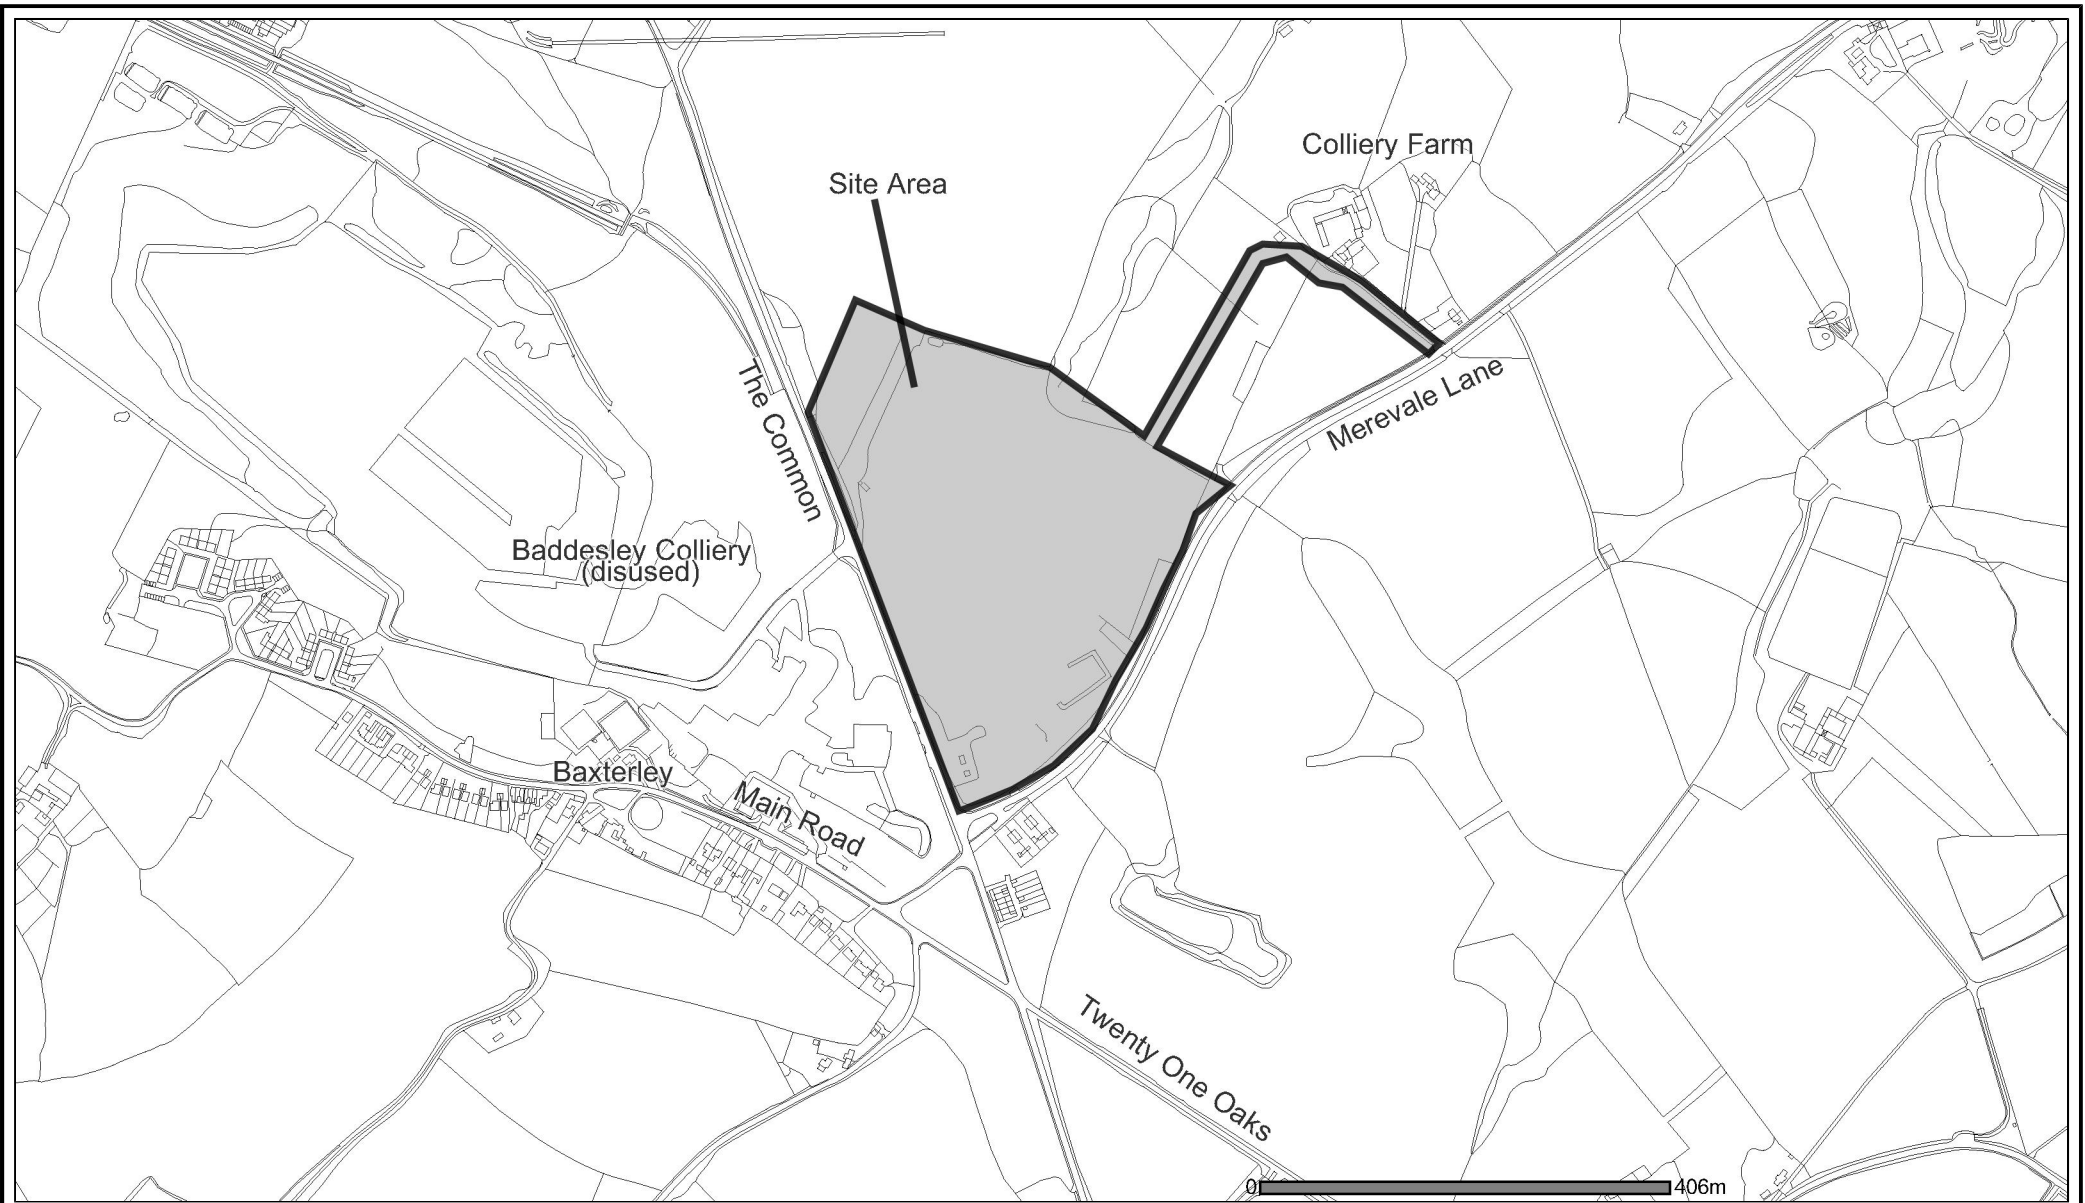 Colliery Farm
Site Area
The Common
Merevale Lane
Baddesley Colliery
(disused)
Baxterley
Main Road
Twenty One Oaks
0
406m